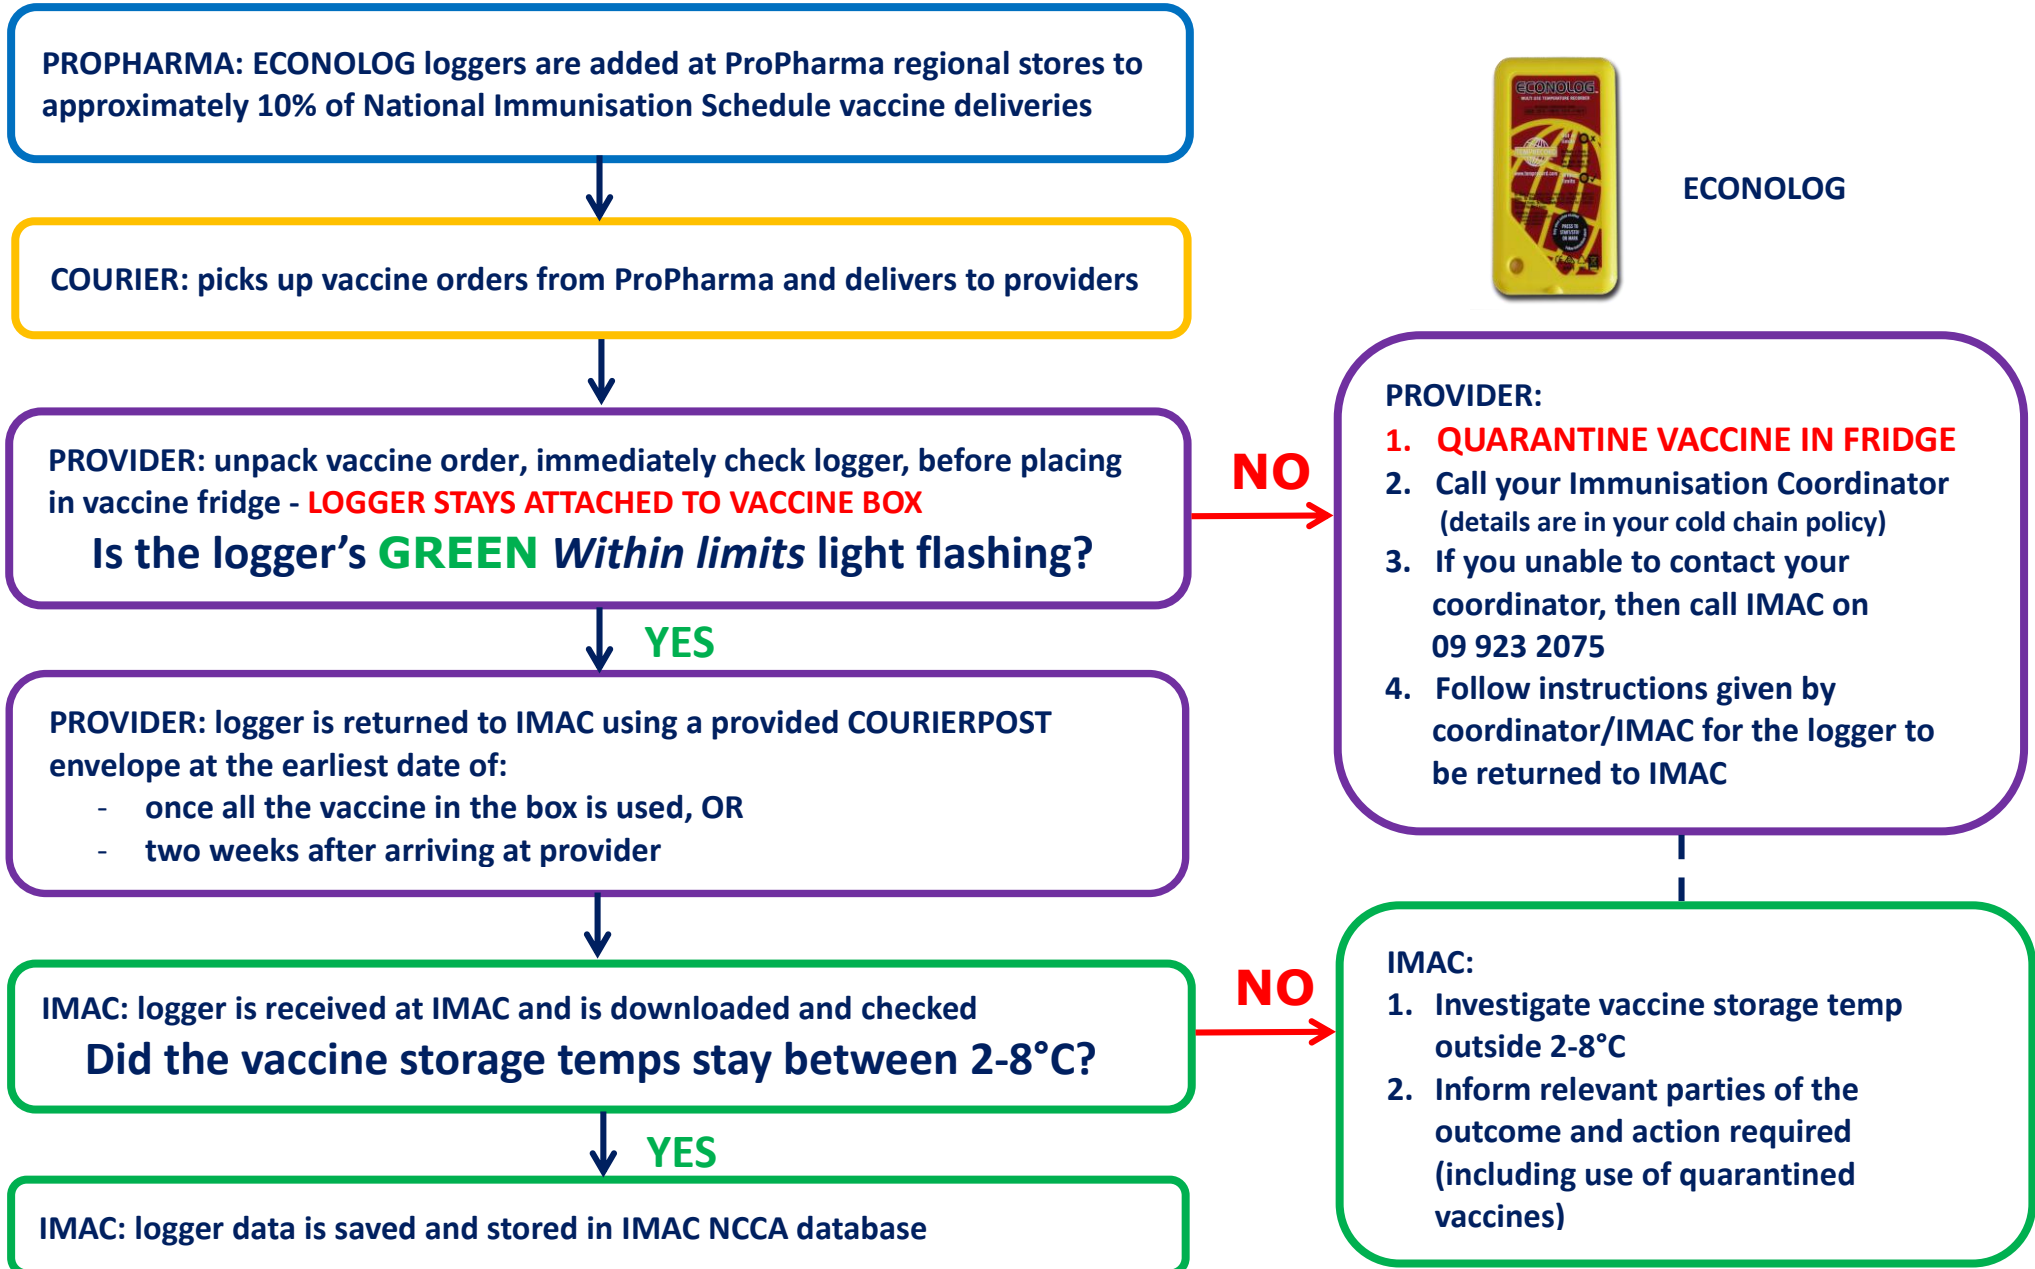 PROPHARMA: ECONOLOG loggers are added at ProPharma regional stores to
approximately 10% of National Immunisation Schedule vaccine deliveries
ECONOLOG
ECONOLOG
COURIER: picks up vaccine orders from ProPharma and delivers to providers
PROVIDER: unpack vaccine order, immediately check logger, before placing
in vaccine fridge - LOGGER STAYS ATTACHED TO VACCINE BOX
Is the logger's GREEN Within limits light flashing?
NO
PROVIDER:
1. QUARANTINE VACCINE IN FRIDGE
2. Call your Immunisation Coordinator
(details are in your cold chain policy)
3. If you unable to contact your
coordinator, then call IMAC on
09 923 2075
4. Follow instructions given by
coordinator/IMAC for the logger to
be returned to IMAC
YES
PROVIDER: logger is returned to IMAC using a provided COURIERPOST
envelope at the earliest date of:
- once all the vaccine in the box is used, OR
- two weeks after arriving at provider
IMAC: logger is received at IMAC and is downloaded and checked
Did the vaccine storage temps stay between 2-8°C?
NO
IMAC:
1. Investigate vaccine storage temp
outside 2-8°C
2. Inform relevant parties of the
outcome and action required
(including use of quarantined
vaccines)
YES
IMAC: logger data is saved and stored in IMAC NCCA database